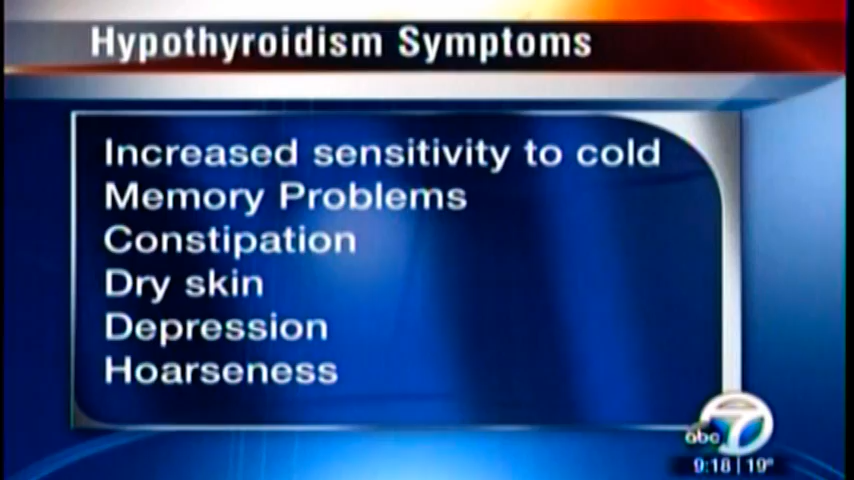 Hypothyroidism Symptoms
Increased sensitivity to cold
Memory Problems
Constipation
Dry skin
Depression
Hoarseness
abc 7
9:18 | 19°